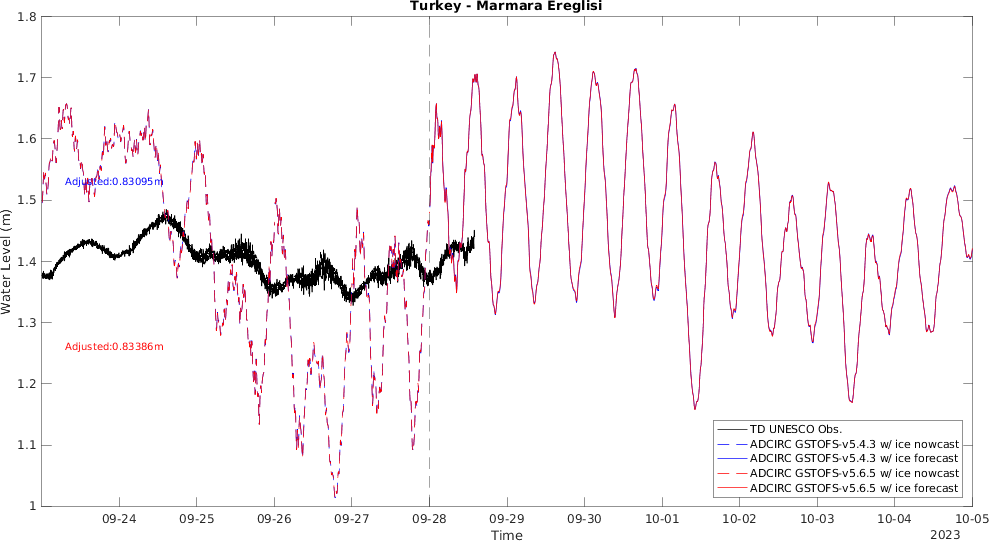 Turkey - Marmara Ereglisi
1.8
1.7
1.6
1.5
1.4
1.3
1.2
1.1
1
Water Level (m)
Adjusted:0.83095m
Adjusted:0.83386m
TD UNESCO Obs.
ADCIRC GSTOFS-v5.4.3 w/ ice nowcast
ADCIRC GSTOFS-v5.4.3 w/ ice forecast
ADCIRC GSTOFS-v5.6.5 w/ ice nowcast
ADCIRC GSTOFS-v5.6.5 w/ ice forecast
09-24 09-25 09-26 09-27 09-28 09-29 09-30 10-01 10-02 10-03 10-04 10-05
Time
2023